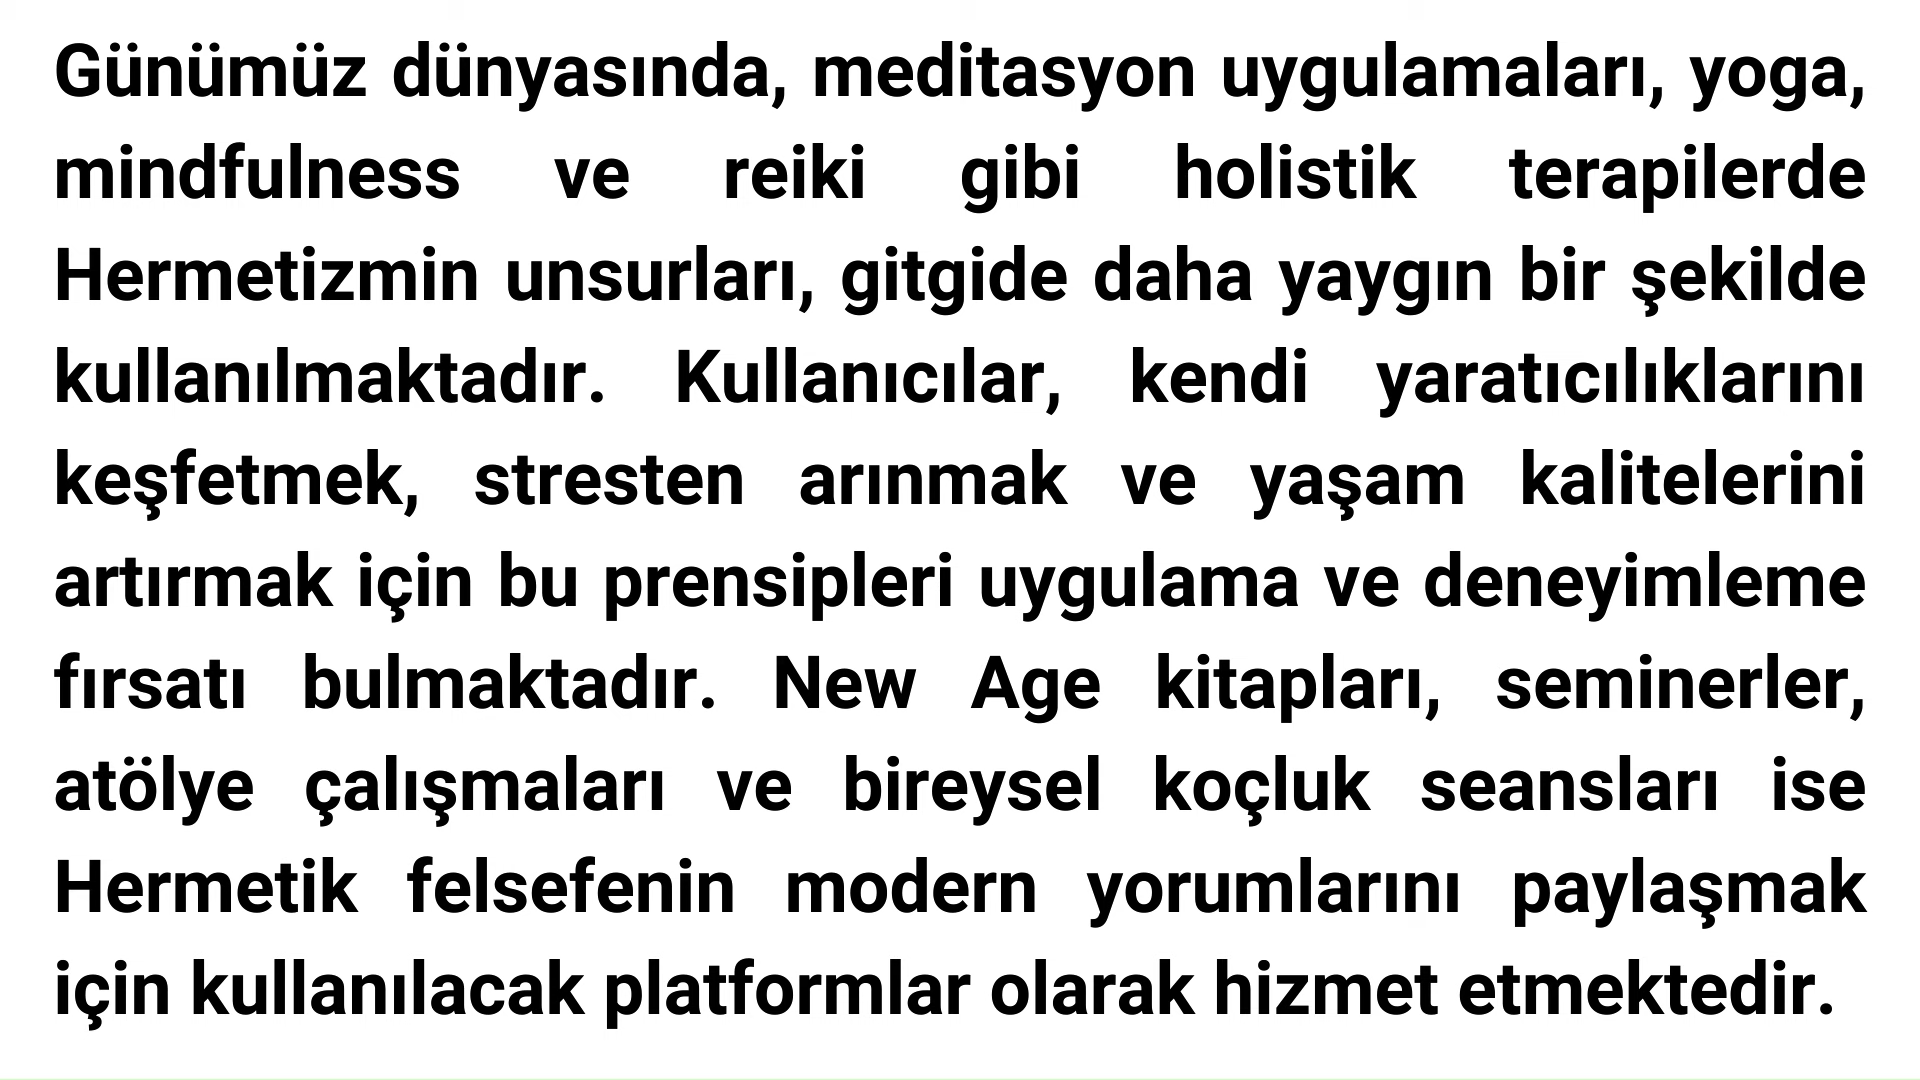 Günümüz dünyasında, meditasyon uygulamaları, yoga,
mindfulness ve reiki gibi holistik terapilerde
Hermetizmin unsurları, gitgide daha yaygın bir şekilde
kullanılmaktadır. Kullanıcılar, kendi yaratıcılıklarını
keşfetmek, stresten arınmak ve yaşam kalitelerini
artırmak için bu prensipleri uygulama ve deneyimleme
fırsatı bulmaktadır. New Age kitapları, seminerler,
atölye çalışmaları ve bireysel koçluk seansları ise
Hermetik felsefenin modern yorumlarını paylaşmak
için kullanılacak platformlar olarak hizmet etmektedir.